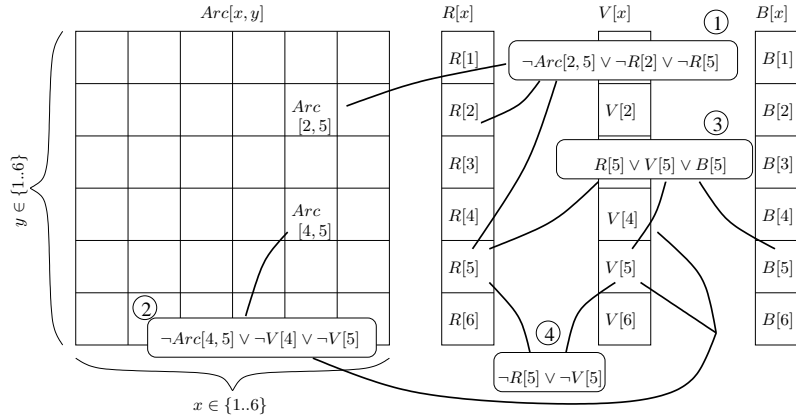 Arc[x, y]  R[x]  V[x]  B[x]
①
R[1]  ¬Arc[2, 5] ∨ ¬R[2] ∨ ¬R[5]  B[1]
Arc
[2, 5]
R[2]  V[2]  B[2]
③
R[3]  R[5] ∨ V[5] ∨ B[5]  B[3]
y ∈ {1..6}
Arc
[4, 5]
R[4]  V[4]  B[4]
R[5]  V[5]  B[5]
②
R[6]  V[6]  B[6]
¬Arc[4, 5] ∨ ¬V[4] ∨ ¬V[5]
④
¬R[5] ∨ ¬V[5]
x ∈ {1..6}